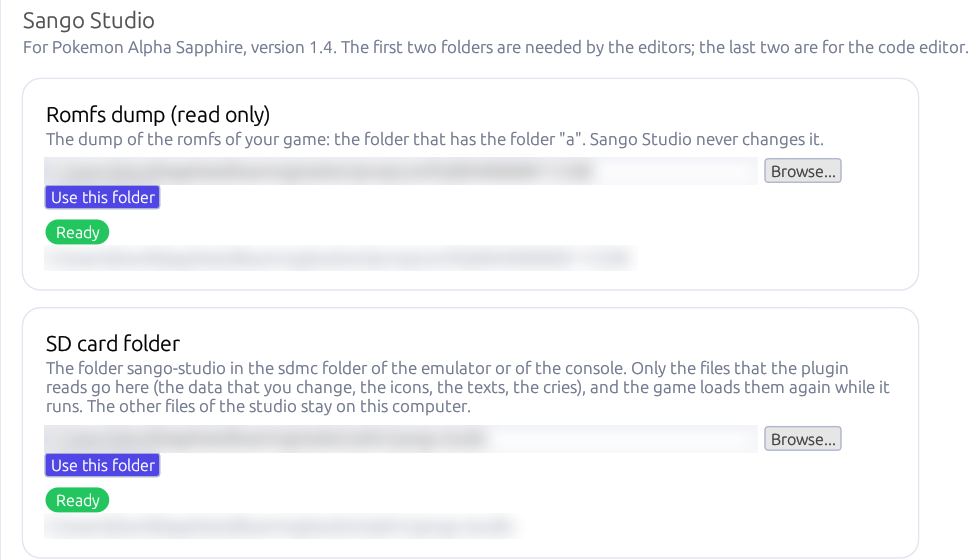 Sango Studio
For Pokemon Alpha Sapphire, version 1.4. The first two folders are needed by the editors; the last two are for the code editor.
Romfs dump (read only)
The dump of the romfs of your game: the folder that has the folder "a". Sango Studio never changes it.
Browse...
Use this folder
Ready
SD card folder
The folder sango-studio in the sdmc folder of the emulator or of the console. Only the files that the plugin
reads go here (the data that you change, the icons, the texts, the cries), and the game loads them again while it
runs. The other files of the studio stay on this computer.
Browse...
Use this folder
Ready